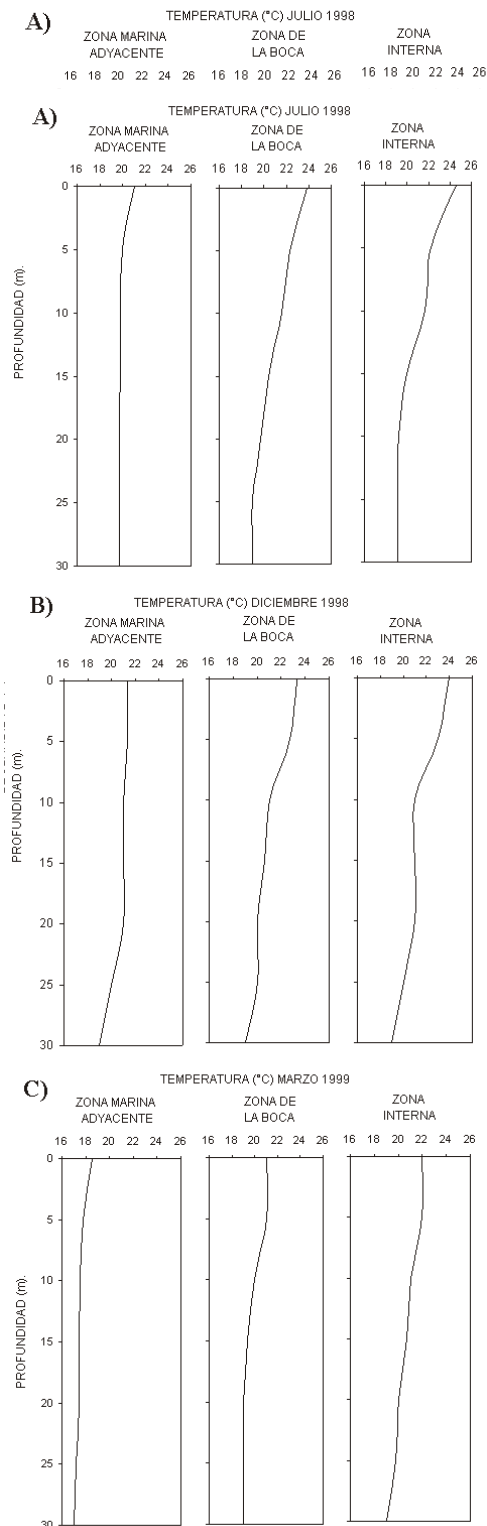 A)
TEMPERATURA (°C) JULIO 1998
ZONA MARINA ADYACENTE
ZONA DE LA BOCA
ZONA INTERNA
16 18 20 22 24 26
16 18 20 22 24 26
16 18 20 22 24 26
A)
TEMPERATURA (°C) JULIO 1998
ZONA MARINA ADYACENTE
ZONA DE LA BOCA
ZONA INTERNA
16 18 20 22 24 26
16 18 20 22 24 26
16 18 20 22 24 26
PROFUNDIDAD (m).
0
5
10
15
20
25
30
B)
TEMPERATURA (°C) DICIEMBRE 1998
ZONA MARINA ADYACENTE
ZONA DE LA BOCA
ZONA INTERNA
16 18 20 22 24 26
16 18 20 22 24 26
16 18 20 22 24 26
PROFUNDIDAD (m).
0
5
10
15
20
25
30
C)
TEMPERATURA (°C) MARZO 1999
ZONA MARINA ADYACENTE
ZONA DE LA BOCA
ZONA INTERNA
16 18 20 22 24 26
16 18 20 22 24 26
16 18 20 22 24 26
PROFUNDIDAD (m).
0
5
10
15
20
25
30